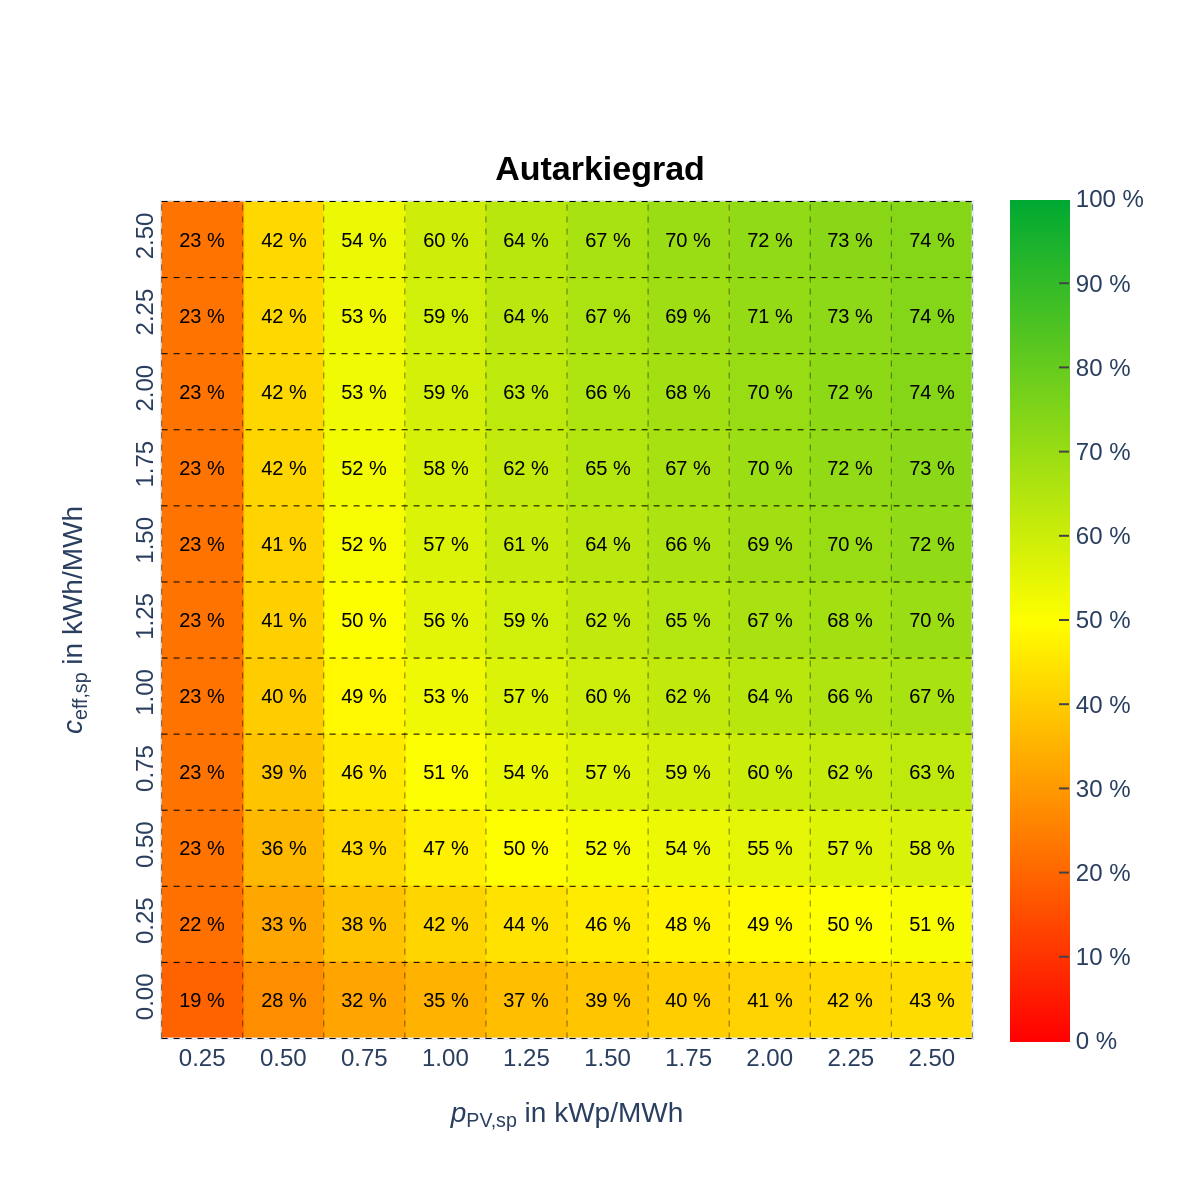 Autarkiegrad
100 %
2.50 23 % 42 % 54 % 60 % 64 % 67 % 70 % 72 % 73 % 74 %
90 %
2.25 23 % 42 % 53 % 59 % 64 % 67 % 69 % 71 % 73 % 74 %
80 %
2.00 23 % 42 % 53 % 59 % 63 % 66 % 68 % 70 % 72 % 74 %
70 %
1.75 23 % 42 % 52 % 58 % 62 % 65 % 67 % 70 % 72 % 73 %
60 %
1.50 23 % 41 % 52 % 57 % 61 % 64 % 66 % 69 % 70 % 72 %
50 %
1.25 23 % 41 % 50 % 56 % 59 % 62 % 65 % 67 % 68 % 70 %
40 %
1.00 23 % 40 % 49 % 53 % 57 % 60 % 62 % 64 % 66 % 67 %
30 %
0.75 23 % 39 % 46 % 51 % 54 % 57 % 59 % 60 % 62 % 63 %
0.50 23 % 36 % 43 % 47 % 50 % 52 % 54 % 55 % 57 % 58 %
20 %
0.25 22 % 33 % 38 % 42 % 44 % 46 % 48 % 49 % 50 % 51 %
10 %
0.00 19 % 28 % 32 % 35 % 37 % 39 % 40 % 41 % 42 % 43 %
0 %
0.25 0.50 0.75 1.00 1.25 1.50 1.75 2.00 2.25 2.50
c eff,sp in kWh/MWh
p PV,sp in kWp/MWh